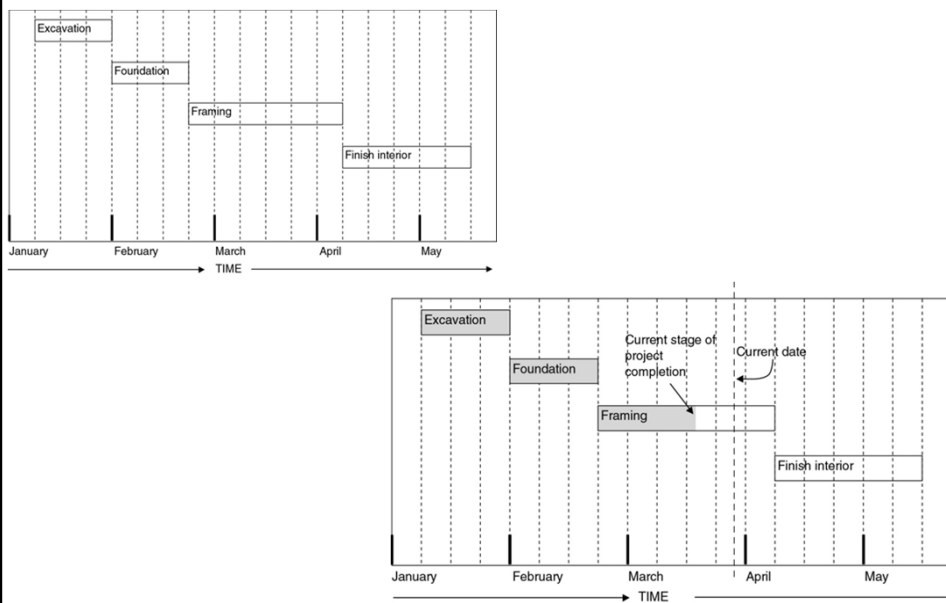 Excavation
Foundation
Framing
Finish interior
January February March April May
TIME
Excavation
Current stage of
project
completion
Current date
Foundation
Framing
Finish interior
January February March April May
TIME